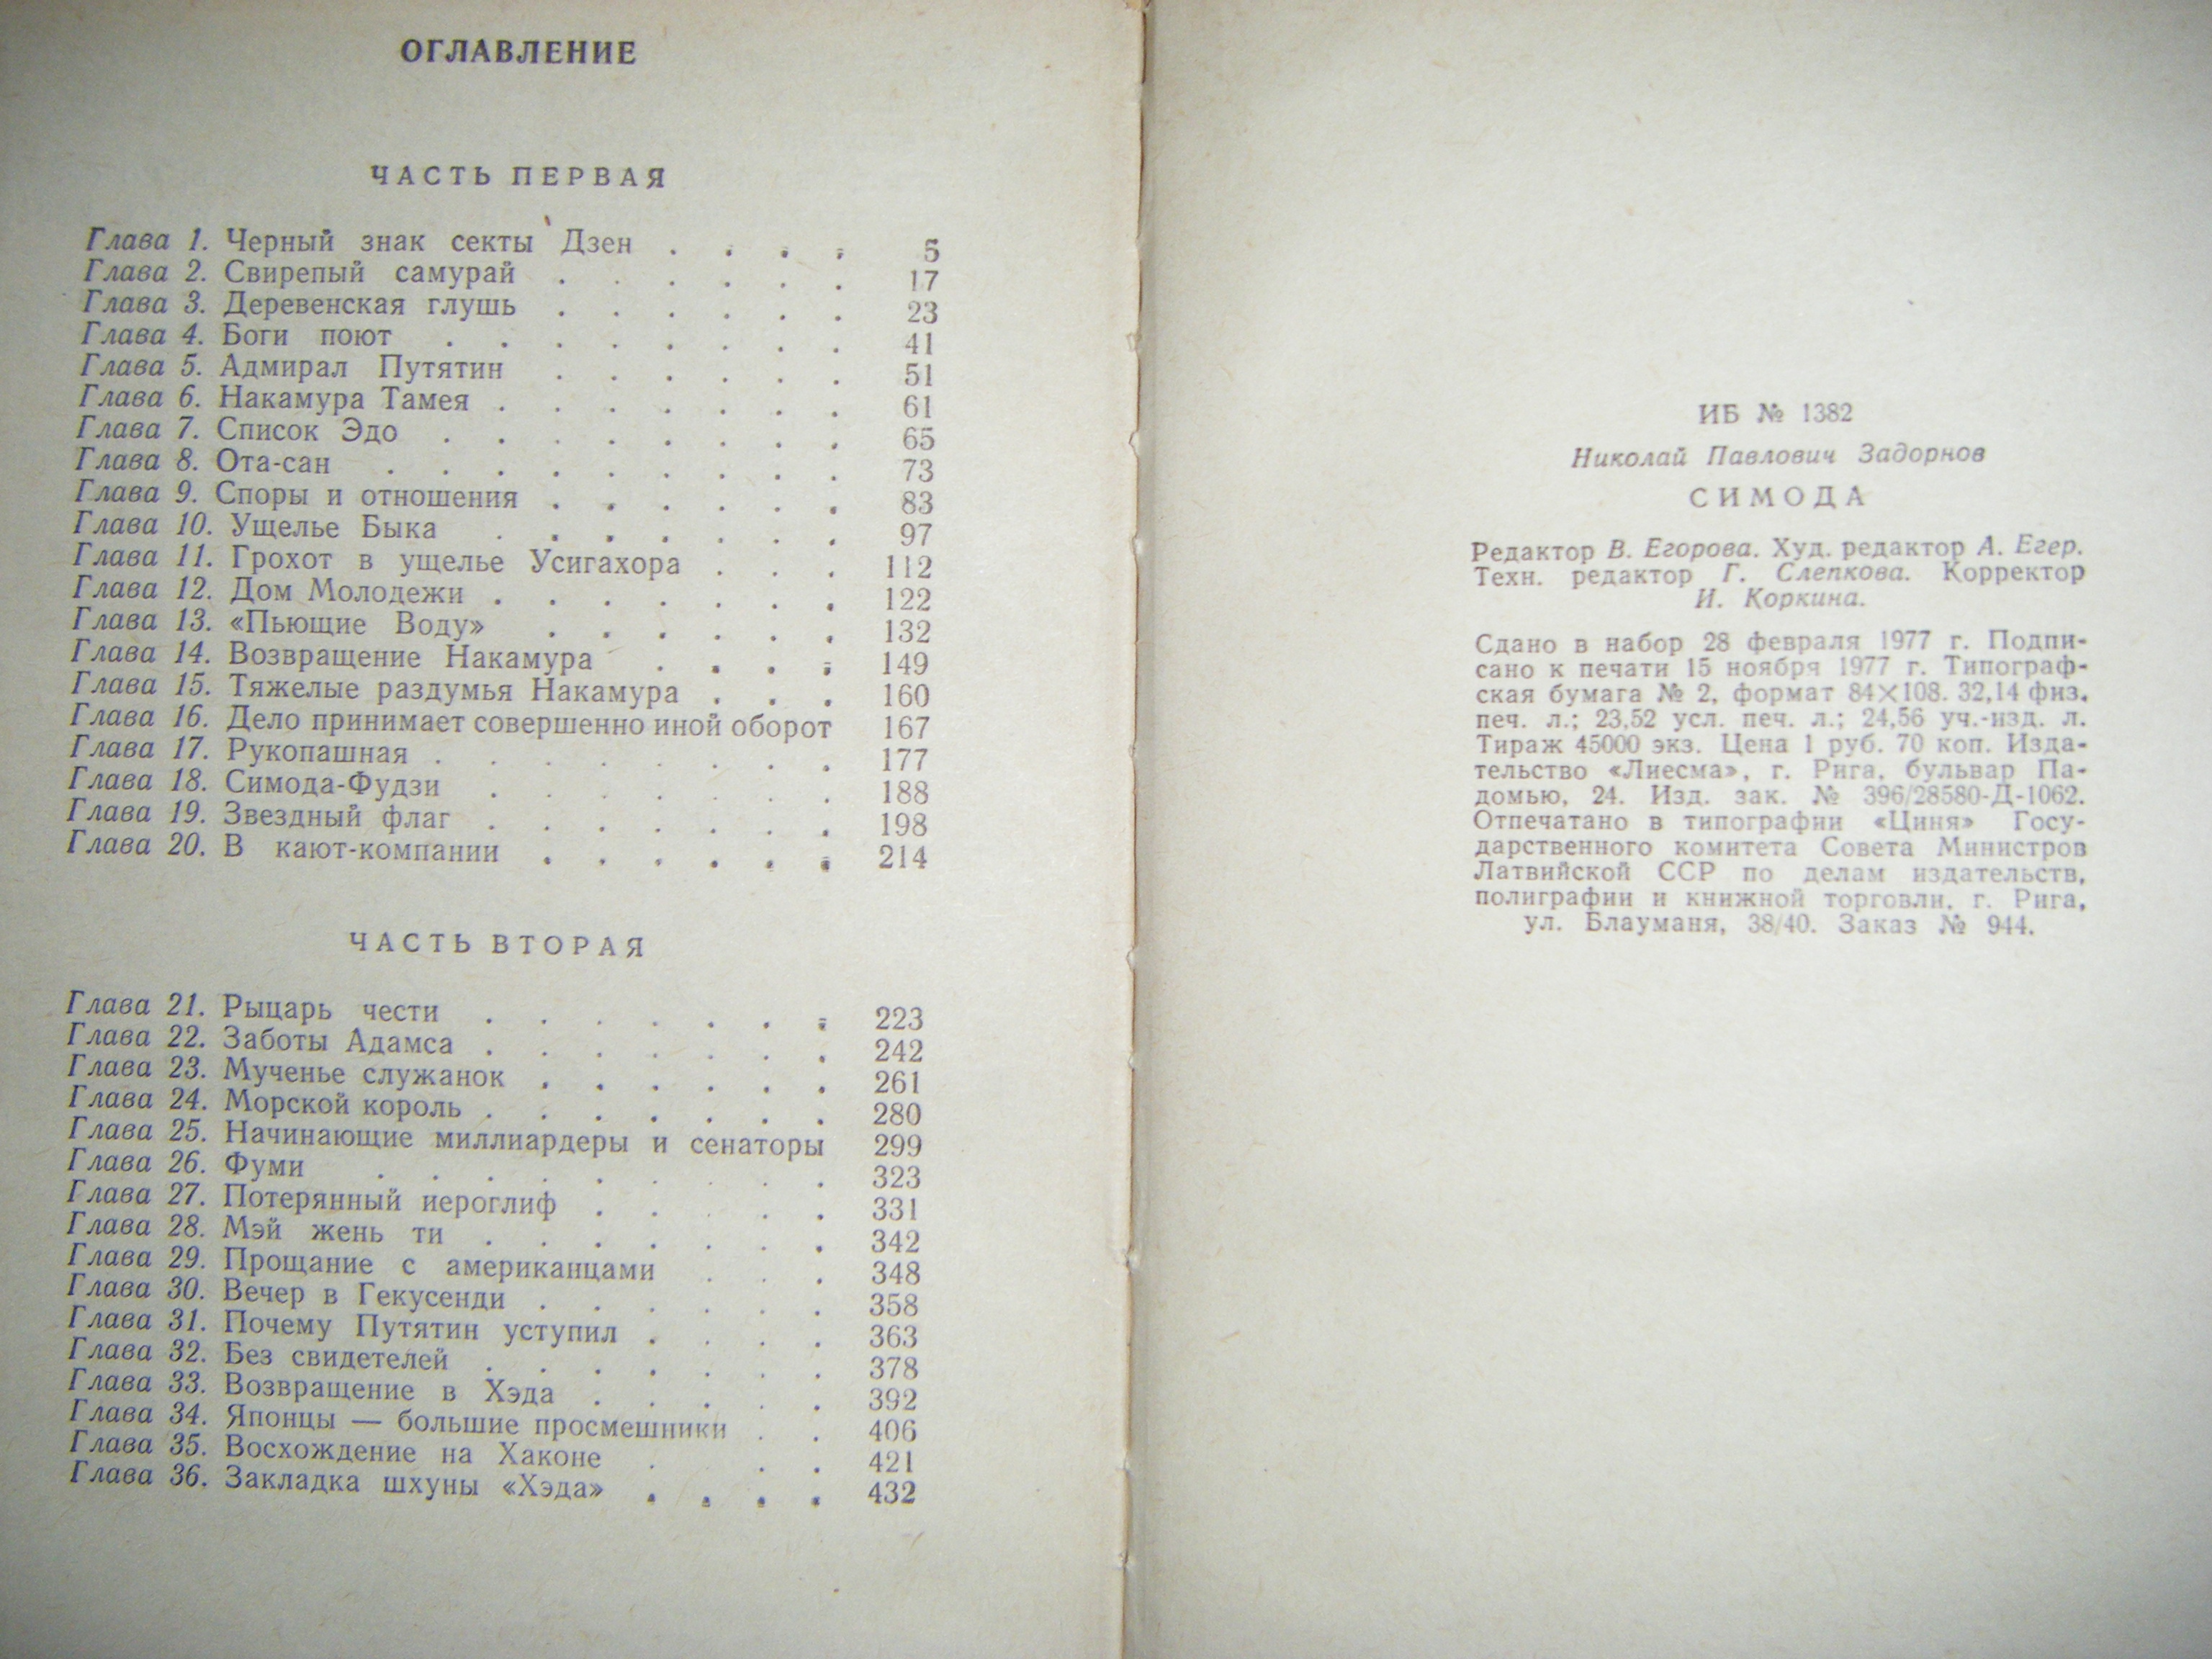 ОГЛАВЛЕНИЕ
ЧАСТЬ ПЕРВАЯ
Глава 1. Черный знак секты Дзен . . . . 5
Глава 2. Свирепый самурай . . . . . . 17
Глава 3. Деревенская глушь . . . . . . 23
Глава 4. Боги поют . . . . . . . . 41
Глава 5. Адмирал Путятин . . . . . . 51
Глава 6. Накамура Тамея . . . . . . . 61
Глава 7. Список Эдо . . . . . . . . 65
Глава 8. Ота-сан . . . . . . . . . 73
Глава 9. Споры и отношения . . . . . . 83
Глава 10. Ущелье Быка . . . . . . . 97
Глава 11. Грохот в ущелье Усигахора . . . 112
Глава 12. Дом Молодежи . . . . . . . 122
Глава 13. «Пьющие Воду» . . . . . . 132
Глава 14. Возвращение Накамура . . . . 149
Глава 15. Тяжелые раздумья Накамура . . . 160
Глава 16. Дело принимает совершенно иной оборот 167
Глава 17. Рукопашная . . . . . . . . 177
Глава 18. Симода-Фудзи . . . . . . . 188
Глава 19. Звездный флаг . . . . . . . 198
Глава 20. В кают-компании . . . . . . 214
ЧАСТЬ ВТОРАЯ
Глава 21. Рыцарь чести . . . . . . . 223
Глава 22. Заботы Адамса . . . . . . . 242
Глава 23. Мученье служанок . . . . . . 261
Глава 24. Морской король . . . . . . . 280
Глава 25. Начинающие миллиардеры и сенаторы 299
Глава 26. Фуми . . . . . . . . . 323
Глава 27. Потерянный иероглиф . . . . . 331
Глава 28. Мэй жень ти . . . . . . . 342
Глава 29. Прощание с американцами . . . 348
Глава 30. Вечер в Гекусенди . . . . . . 358
Глава 31. Почему Путятин уступил . . . . 363
Глава 32. Без свидетелей . . . . . . . 378
Глава 33. Возвращение в Хэда . . . . . 392
Глава 34. Японцы — большие просмешники . . 406
Глава 35. Восхождение на Хаконе . . . 421
Глава 36. Закладка шхуны «Хэда» . . . . 432
ИБ № 1382
Николай Павлович Задорнов
СИМОДА
Редактор В. Егорова. Худ. редактор А. Егер.
Техн. редактор Г. Слепкова. Корректор
И. Коркина.
Сдано в набор 28 февраля 1977 г. Подпи-
сано к печати 15 ноября 1977 г. Типограф-
ская бумага № 2, формат 84×108. 32,14 физ.
печ. л.; 23,52 усл. печ. л.; 24,56 уч.-изд. л.
Тираж 45000 экз. Цена 1 руб. 70 коп. Изда-
тельство «Лиесма», г. Рига, бульвар Па-
домью, 24. Изд. зак. № 396/28580-Д-1062.
Отпечатано в типографии «Циня» Госу-
дарственного комитета Совета Министров
Латвийской ССР по делам издательств,
полиграфии и книжной торговли, г. Рига,
ул. Блауманя, 38/40. Заказ № 944.